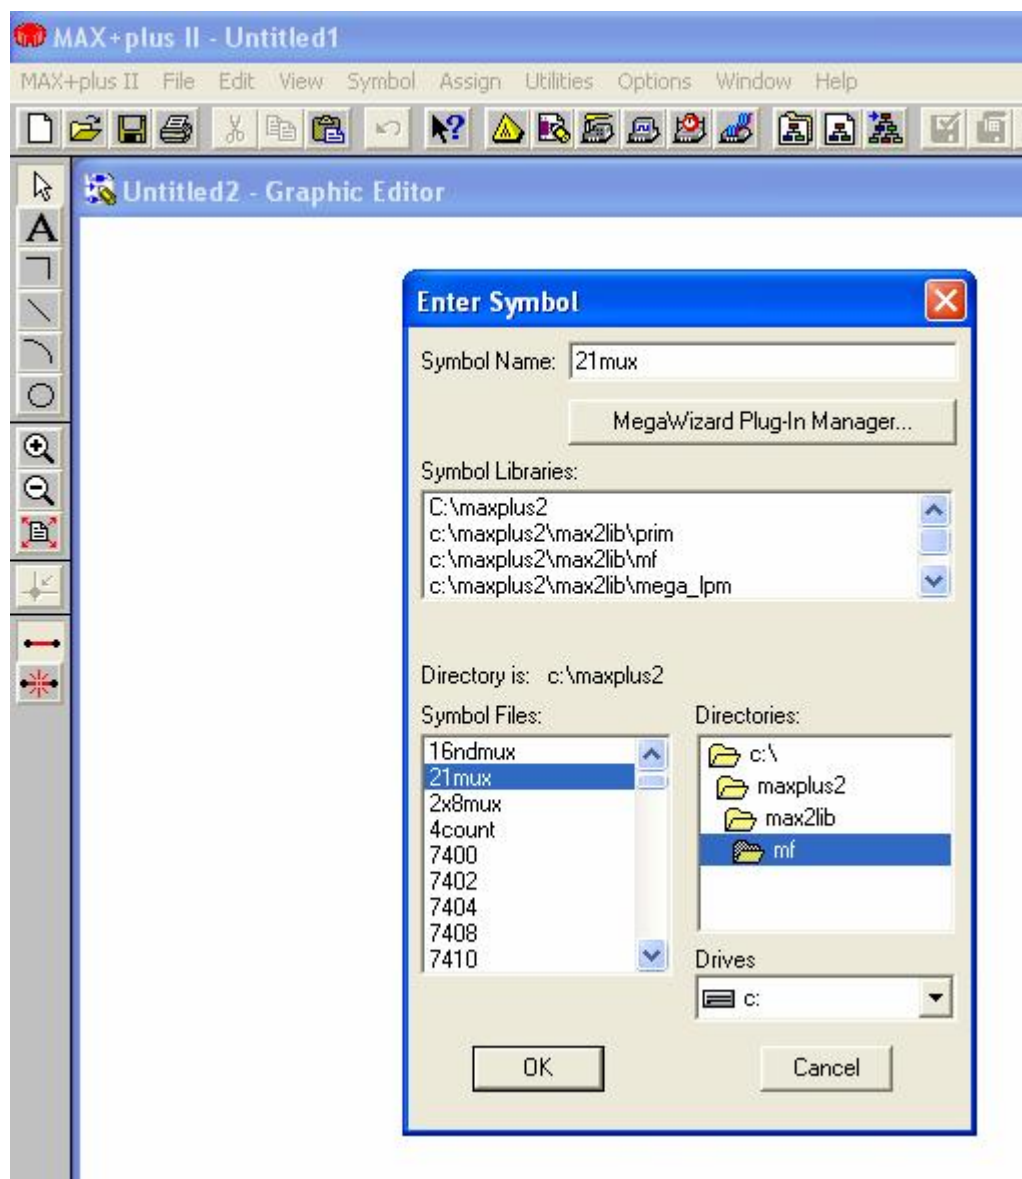 MAX+plus II - Untitled1
MAX+plus II File Edit View Symbol Assign Utilities Options Window Help
Untitled2 - Graphic Editor
A
Enter Symbol
Symbol Name: 21mux
MegaWizard Plug-In Manager...
Symbol Libraries:
C:\maxplus2
c:\maxplus2\max2lib\prim
c:\maxplus2\max2lib\mf
c:\maxplus2\max2lib\mega_lpm
Directory is: c:\maxplus2
Symbol Files:
16ndmux
21mux
2x8mux
4count
7400
7402
7404
7408
7410
Directories:
c:\
maxplus2
max2lib
mf
Drives
c:
OK Cancel